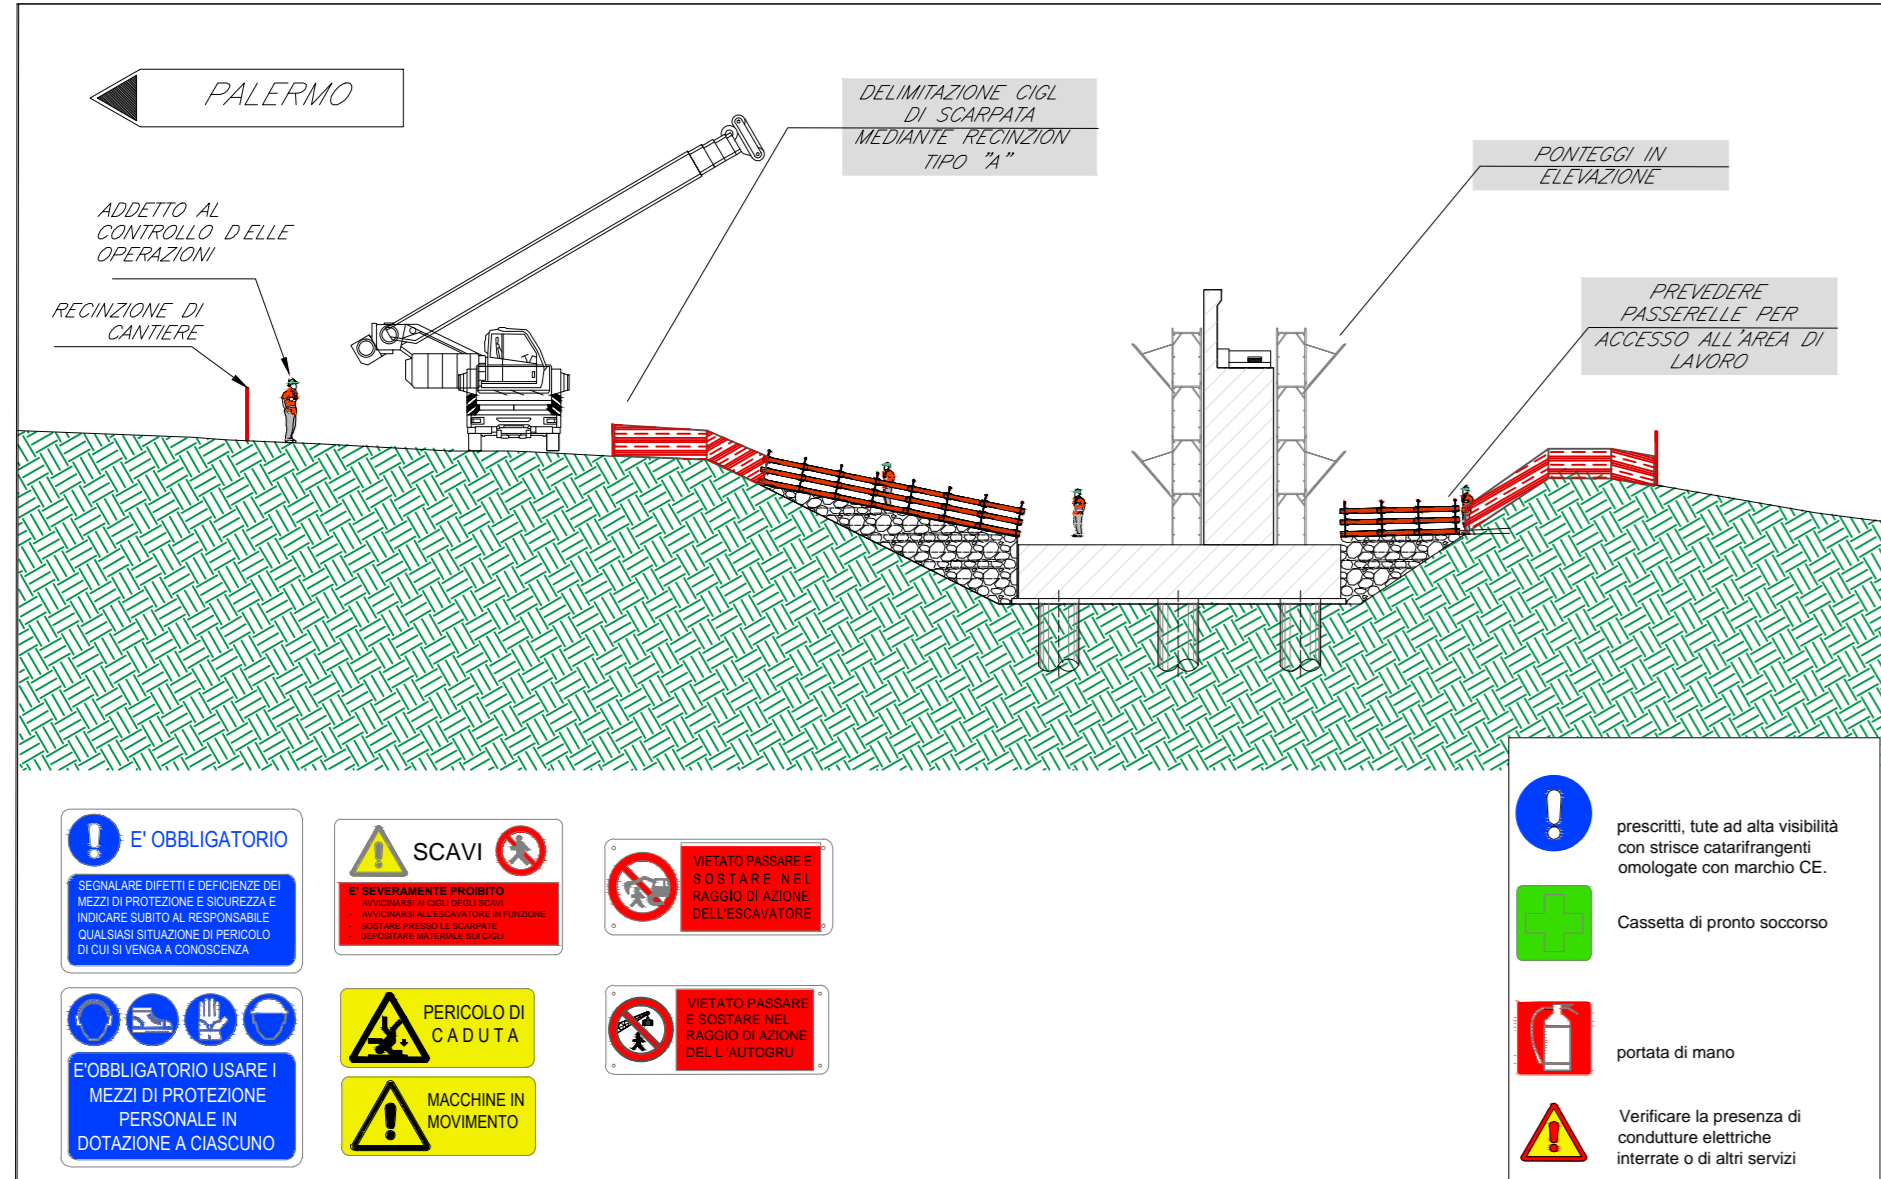 PALERMO
DELIMITAZIONE CIGL
DI SCARPATA
MEDIANTE RECINZION
TIPO "A"
PONTEGGI IN
ELEVAZIONE
ADDETTO AL
CONTROLLO D ELLE
OPERAZIONI
RECINZIONE DI
CANTIERE
PREVEDERE
PASSERELLE PER
ACCESSO ALL'AREA DI
LAVORO
E' OBBLIGATORIO
SEGNALARE DIFETTI E DEFICIENZE DEI
MEZZI DI PROTEZIONE E SICUREZZA E
INDICARE SUBITO AL RESPONSABILE
QUALSIASI SITUAZIONE DI PERICOLO
DI CUI SI VENGA A CONOSCENZA
SCAVI
E' SEVERAMENTE PROIBITO
- AVVICINARSI AI CIGLI DEGLI SCAVI
- AVVICINARSI ALL'ESCAVATORE IN FUNZIONE
- SOSTARE PRESSO LE SCARPATE
- DEPOSITARE MATERIALE SUI CIGLI
VIETATO PASSARE E
SOSTARE NEL
RAGGIO DI AZIONE
DELL'ESCAVATORE
E'OBBLIGATORIO USARE I
MEZZI DI PROTEZIONE
PERSONALE IN
DOTAZIONE A CIASCUNO
PERICOLO DI
CADUTA
MACCHINE IN
MOVIMENTO
VIETATO PASSARE
E SOSTARE NEL
RAGGIO DI AZIONE
DEL L 'AUTOGRU
prescritti, tute ad alta visibilità
con strisce catarifrangenti
omologate con marchio CE.
Cassetta di pronto soccorso
portata di mano
Verificare la presenza di
condutture elettriche
interrate o di altri servizi